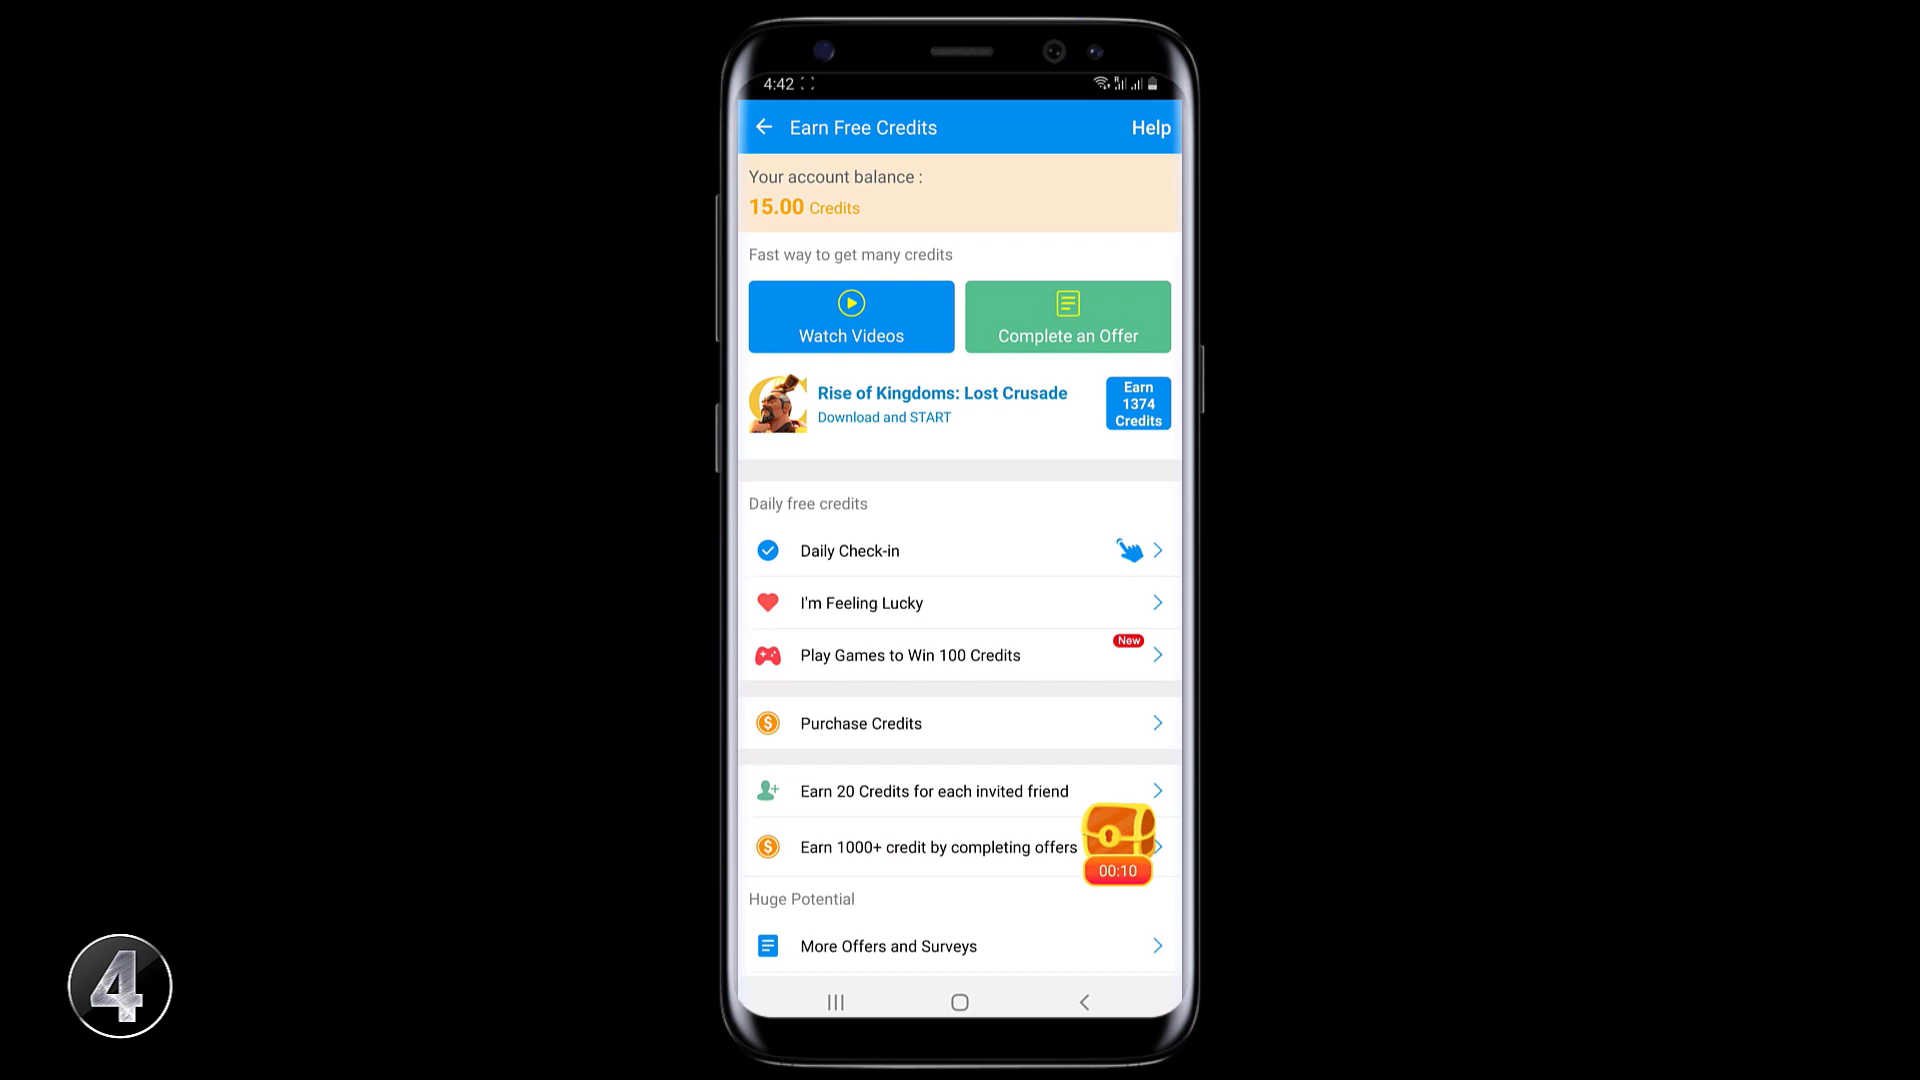 4:42
Earn Free Credits
Help
Your account balance :
15.00 Credits
Fast way to get many credits
Watch Videos
Complete an Offer
Rise of Kingdoms: Lost Crusade
Download and START
Earn
1374
Credits
Daily free credits
Daily Check-in
I'm Feeling Lucky
New
Play Games to Win 100 Credits
Purchase Credits
Earn 20 Credits for each invited friend
Earn 1000+ credit by completing offers
00:10
Huge Potential
More Offers and Surveys
4